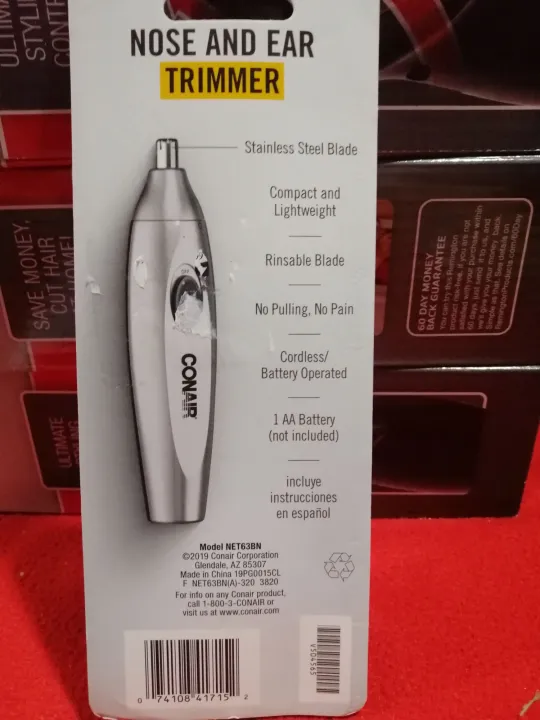 NOSE AND EAR
TRIMMER
Stainless Steel Blade
Compact and
Lightweight
Rinsable Blade
No Pulling, No Pain
Cordless/
Battery Operated
1 AA Battery
(not included)
incluye
instrucciones
en español
CONAIR
Model NET63BN
©2019 Conair Corporation
Glendale, AZ 85307
Made in China 19PG0015CL
F NET63BN(A)-320 3820
For info on any Conair product,
call 1-800-3-CONAIR or
visit us at www.conair.com
0 74108 41715 2
V504565
ULTIMA
STYLI
CONT
SAVE MONEY,
CUT HAIR
ULTIMATE
60 DAY MONEY
BACK GUARANTEE